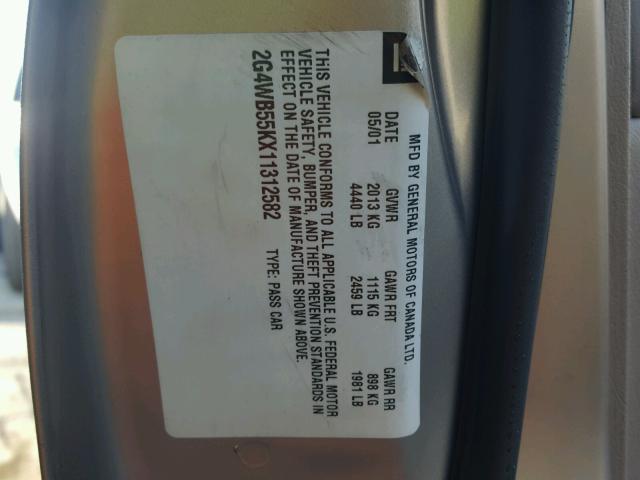 MFD BY GENERAL MOTORS OF CANADA LTD.
DATE GVWR GAWR FRT GAWR RR
05/01 2013 KG 1115 KG 898 KG
4440 LB 2459 LB 1981 LB
THIS VEHICLE CONFORMS TO ALL APPLICABLE U.S. FEDERAL MOTOR
VEHICLE SAFETY, BUMPER, AND THEFT PREVENTION STANDARDS IN
EFFECT ON THE DATE OF MANUFACTURE SHOWN ABOVE.
2G4WB55KX11312582 TYPE: PASS CAR